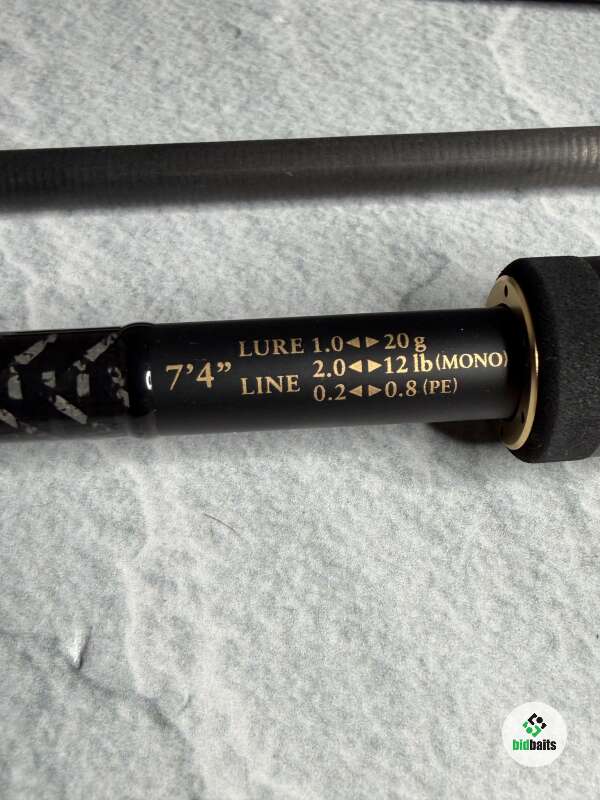 7’4”
LURE 1.0◄►20 g
LINE
2.0◄►12 lb (MONO)
0.2◄►0.8 (PE)
bidbaits